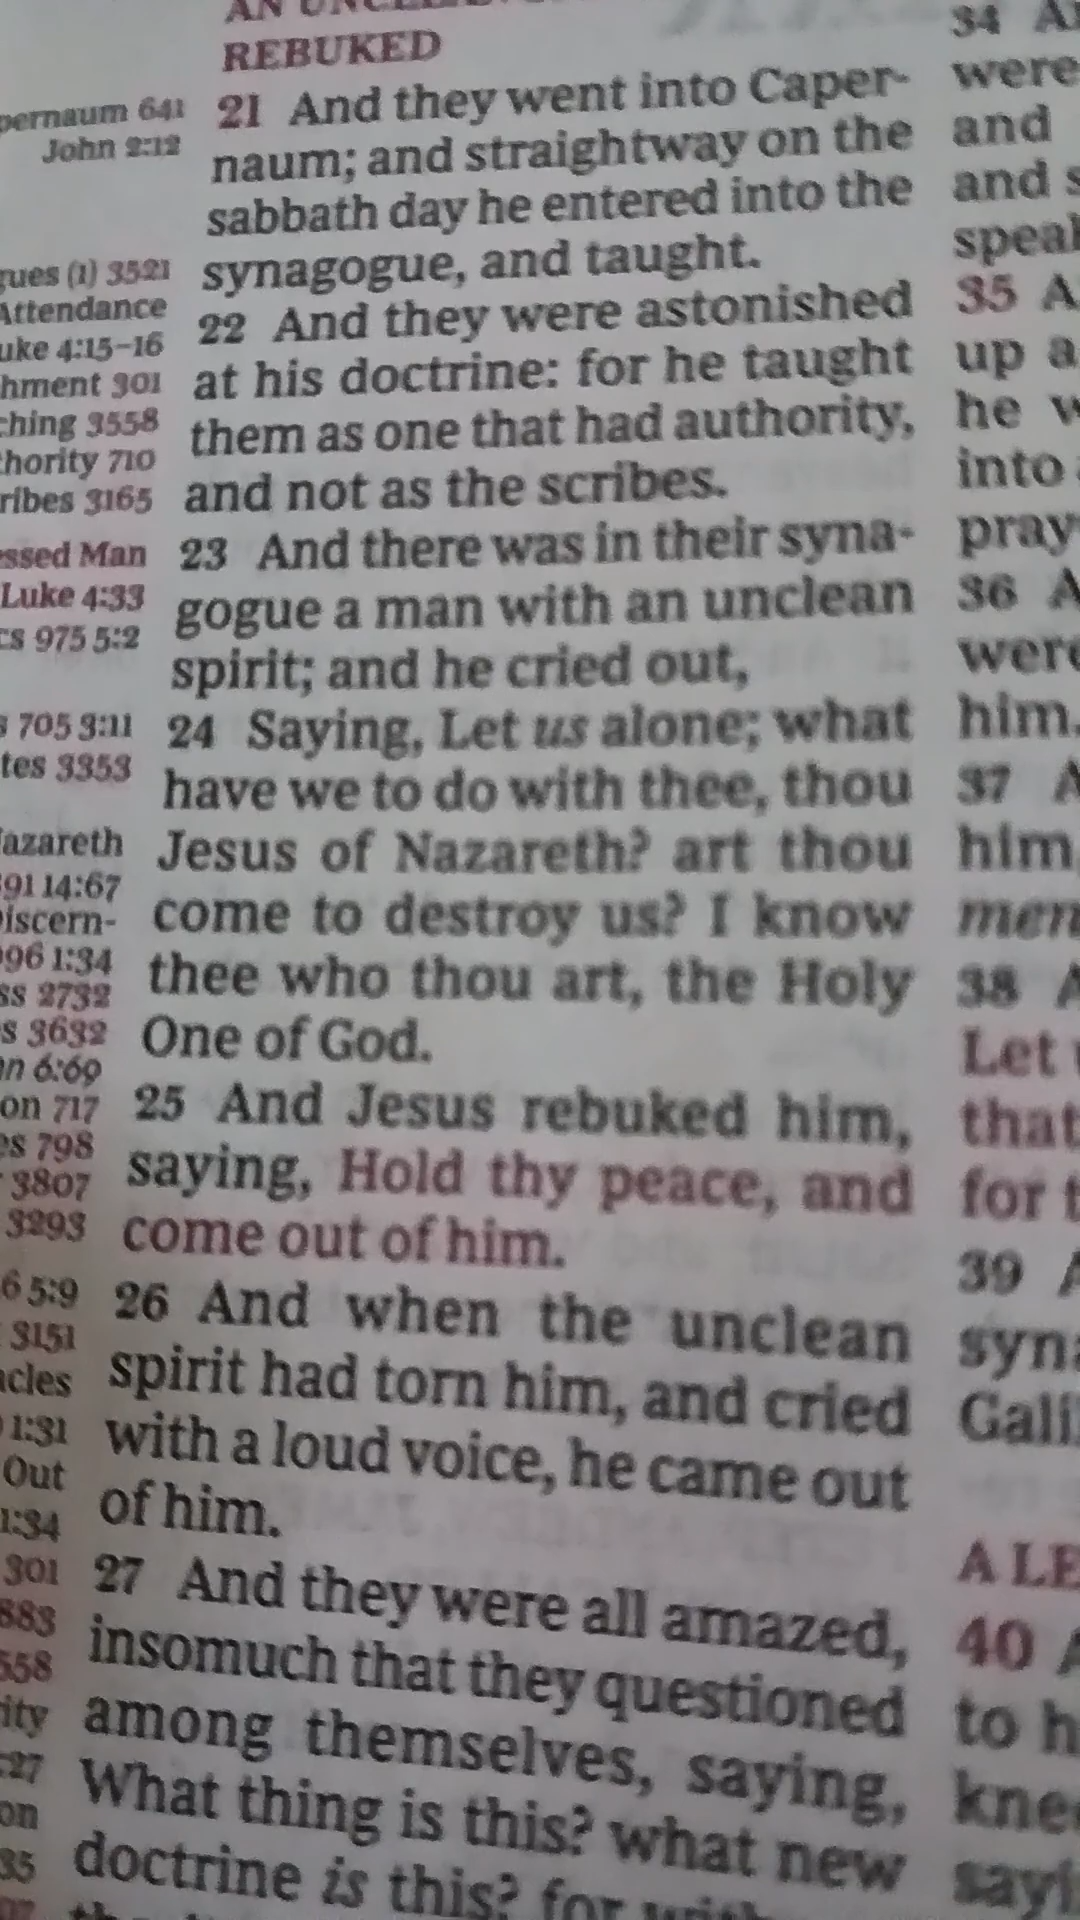 REBUKED
21 And they went into Caper-
naum; and straightway on the
sabbath day he entered into the
synagogue, and taught.
22 And they were astonished
at his doctrine: for he taught
them as one that had authority,
and not as the scribes.
23 And there was in their syna-
gogue a man with an unclean
spirit; and he cried out,
24 Saying, Let us alone; what
have we to do with thee, thou
Jesus of Nazareth? art thou
come to destroy us? I know
thee who thou art, the Holy
One of God.
25 And Jesus rebuked him,
saying, Hold thy peace, and
come out of him.
26 And when the unclean
spirit had torn him, and cried
with a loud voice, he came out
of him.
27 And they were all amazed,
insomuch that they questioned
among themselves, saying,
What thing is this? what new
doctrine is this? for with
pernaum 641
John 2:12
gues (1) 3521
Attendance
uke 4:15-16
hment 301
ching 3558
hority 710
ribes 3165
essed Man
Luke 4:33
cs 975 5:2
s 705 3:11
tes 3353
azareth
91 14:67
iscern-
96 1:34
ss 2732
s 3632
n 6:69
on 717
es 798
3807
3293
6 5:9
3151
cles
1:31
Out
1:34
301
883
558
ity
:27
on
35
34
were
and
and s
speak
35 A
up a
he w
into
pray
36 A
were
him.
37 A
him
men
38 A
Let
that
for t
39 A
syna
Gali
A LE
40 A
to h
knee
sayi